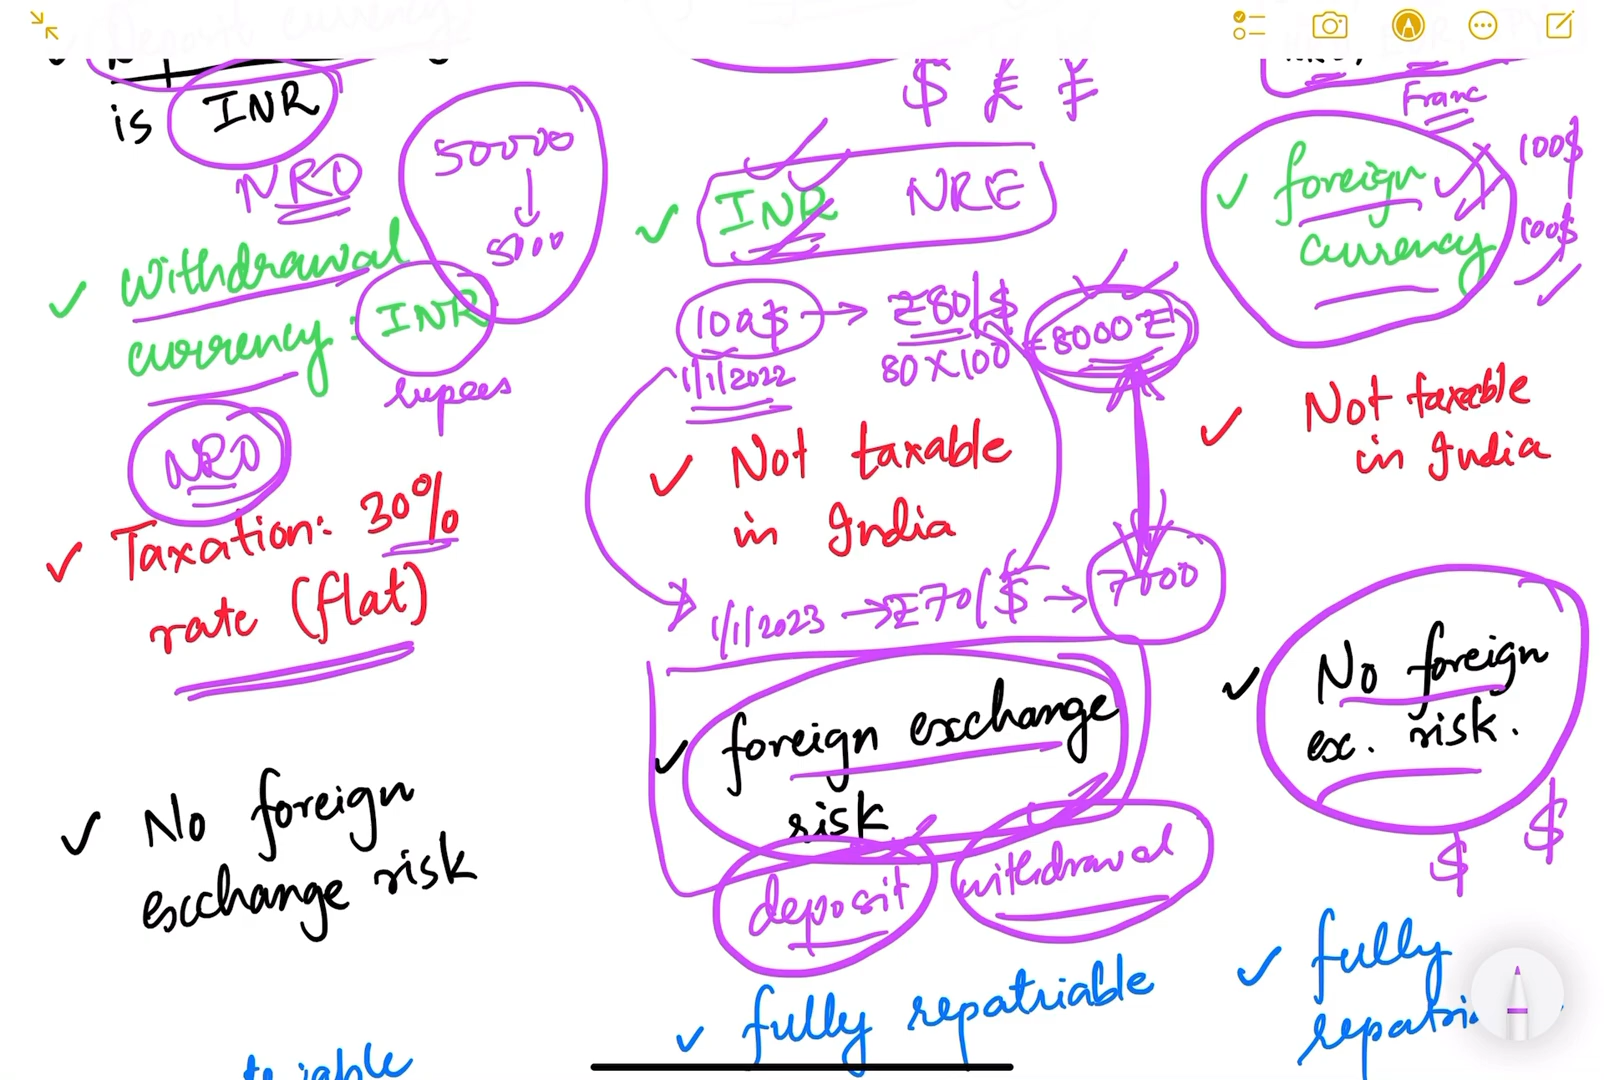 Deposit currency
is INR
NRO
50000
5000
Withdrawal
currency : INR
rupees
NRO
Taxation: 30%
rate (flat)
No foreign
exchange risk
$ £ ¥
INR NRE
100$ → ₹80/$ = 8000 ₹
1/1/2022 80 X 100
Not taxable
in India
1/1/2023 → ₹70/$ → 7000
foreign exchange
risk
deposit withdrawal
fully repatriable
Franc
foreign
currency
100$
100$
Not taxable
in India
No foreign
ex. risk.
$ $
fully